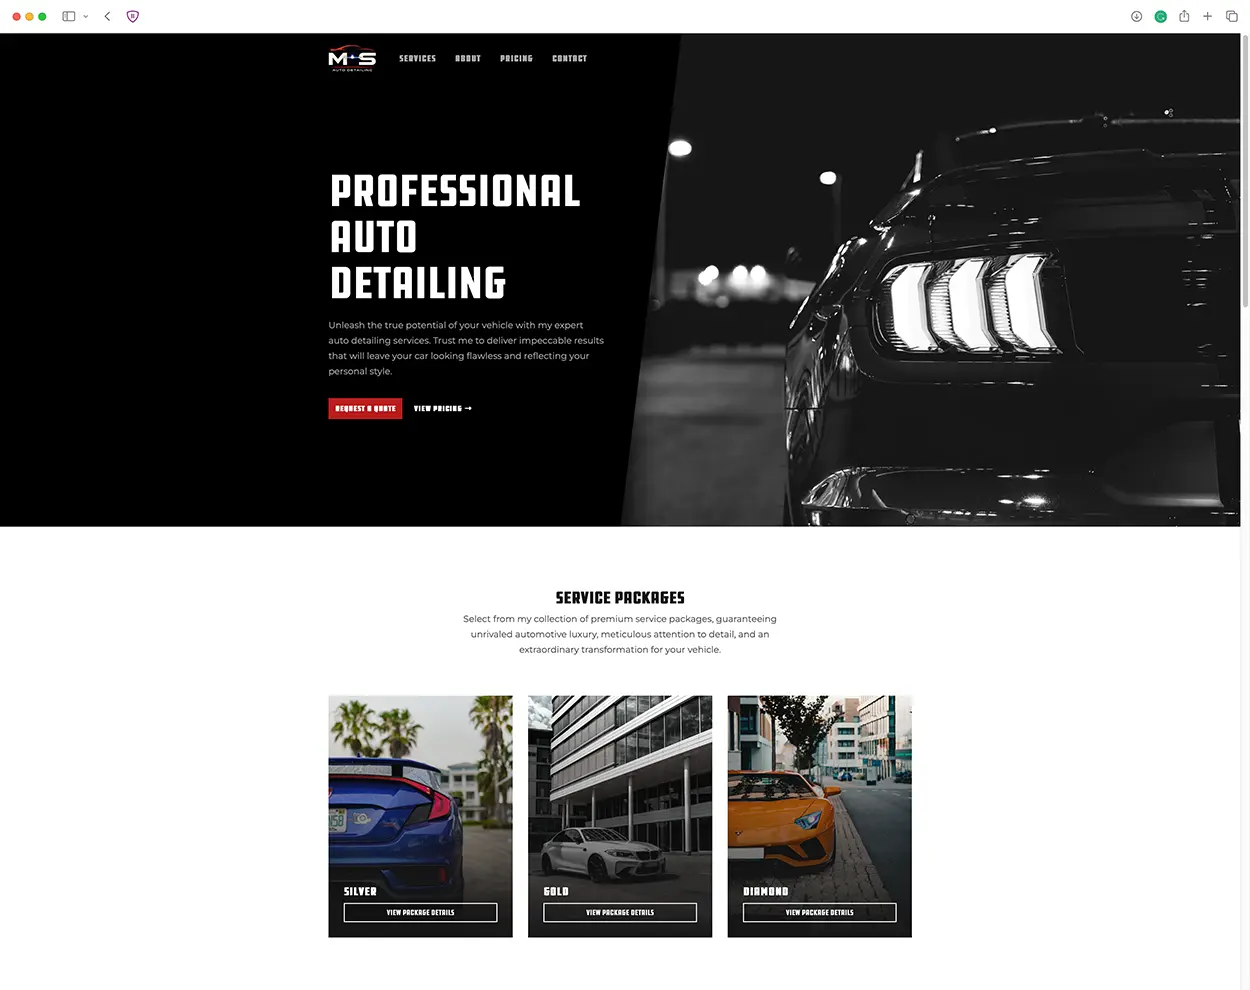 M S
AUTO DETAILING
SERVICES ABOUT PRICING CONTACT
PROFESSIONAL
AUTO
DETAILING
Unleash the true potential of your vehicle with my expert
auto detailing services. Trust me to deliver impeccable results
that will leave your car looking flawless and reflecting your
personal style.
REQUEST A QUOTE VIEW PRICING →
SERVICE PACKAGES
Select from my collection of premium service packages, guaranteeing
unrivaled automotive luxury, meticulous attention to detail, and an
extraordinary transformation for your vehicle.
SILVER
VIEW PACKAGE DETAILS
GOLD
VIEW PACKAGE DETAILS
DIAMOND
VIEW PACKAGE DETAILS